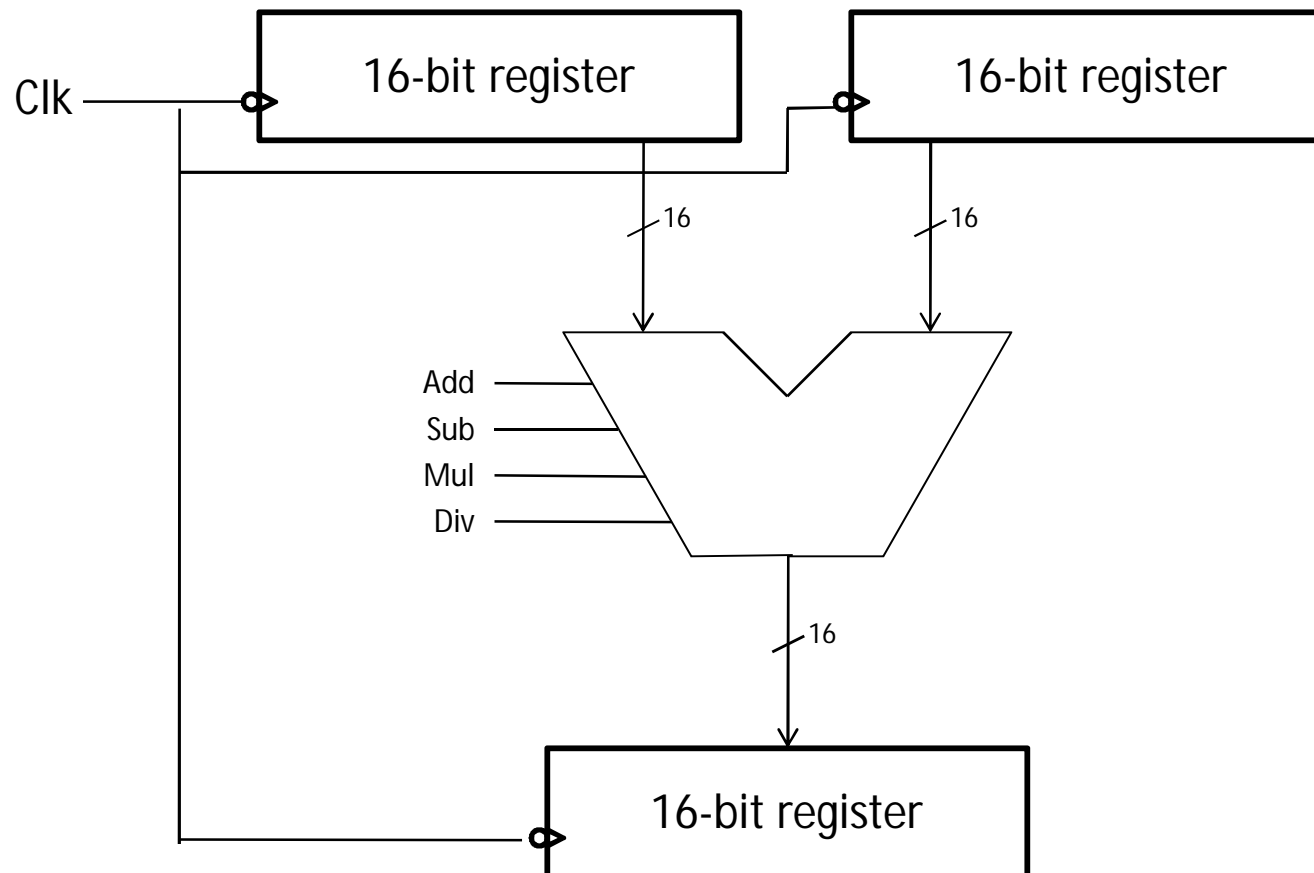 16-bit register
16-bit register
Clk
16
16
Add
Sub
Mul
Div
16
16-bit register